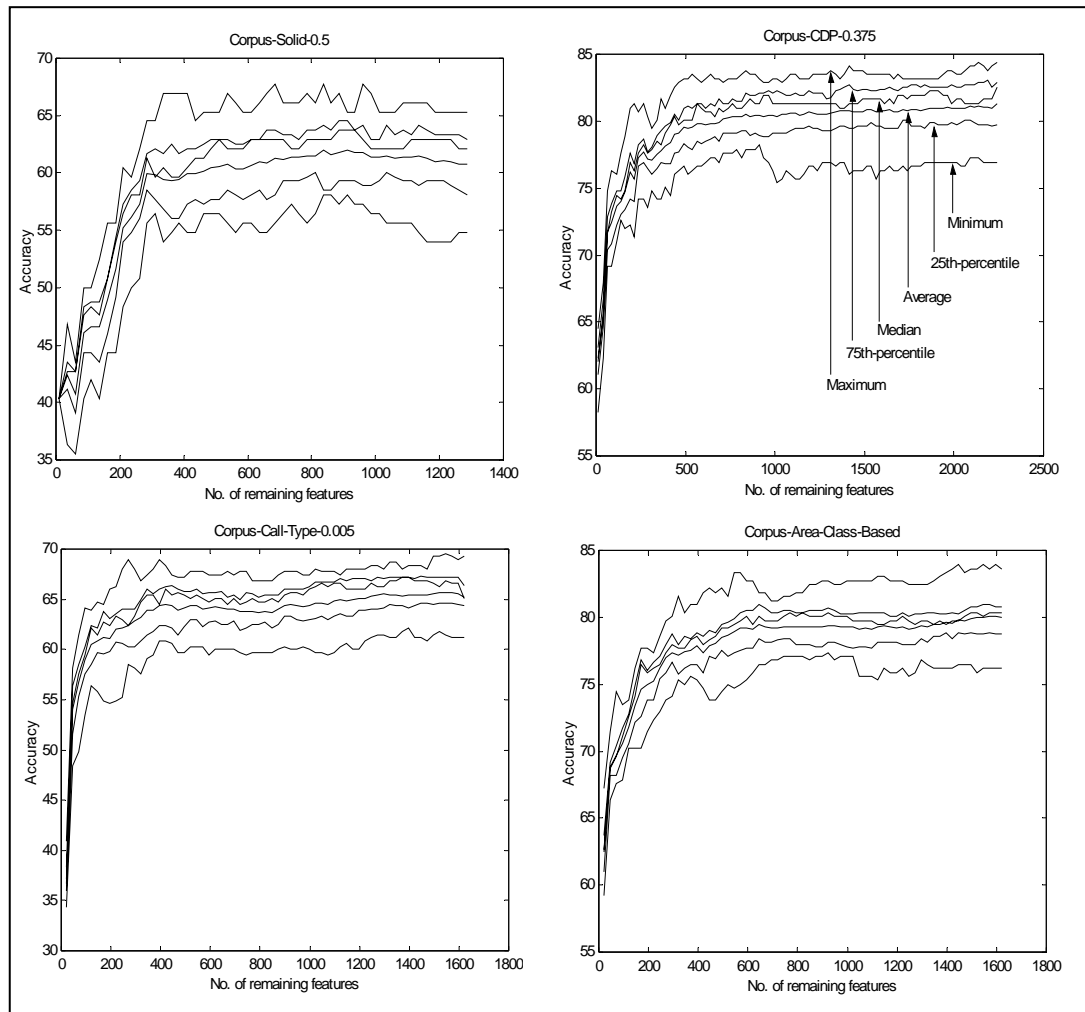 Corpus-Solid-0.5
70
65
60
55
50
45
40
35
Accuracy
0 200 400 600 800 1000 1200 1400
No. of remaining features
Corpus-CDP-0.375
85
80
75
70
65
60
55
Accuracy
Minimum
25th-percentile
Average
Median
75th-percentile
Maximum
0 500 1000 1500 2000 2500
No. of remaining features
Corpus-Call-Type-0.005
70
65
60
55
50
45
40
35
30
Accuracy
0 200 400 600 800 1000 1200 1400 1600 1800
No. of remaining features
Corpus-Area-Class-Based
85
80
75
70
65
60
55
Accuracy
0 200 400 600 800 1000 1200 1400 1600 1800
No. of remaining features